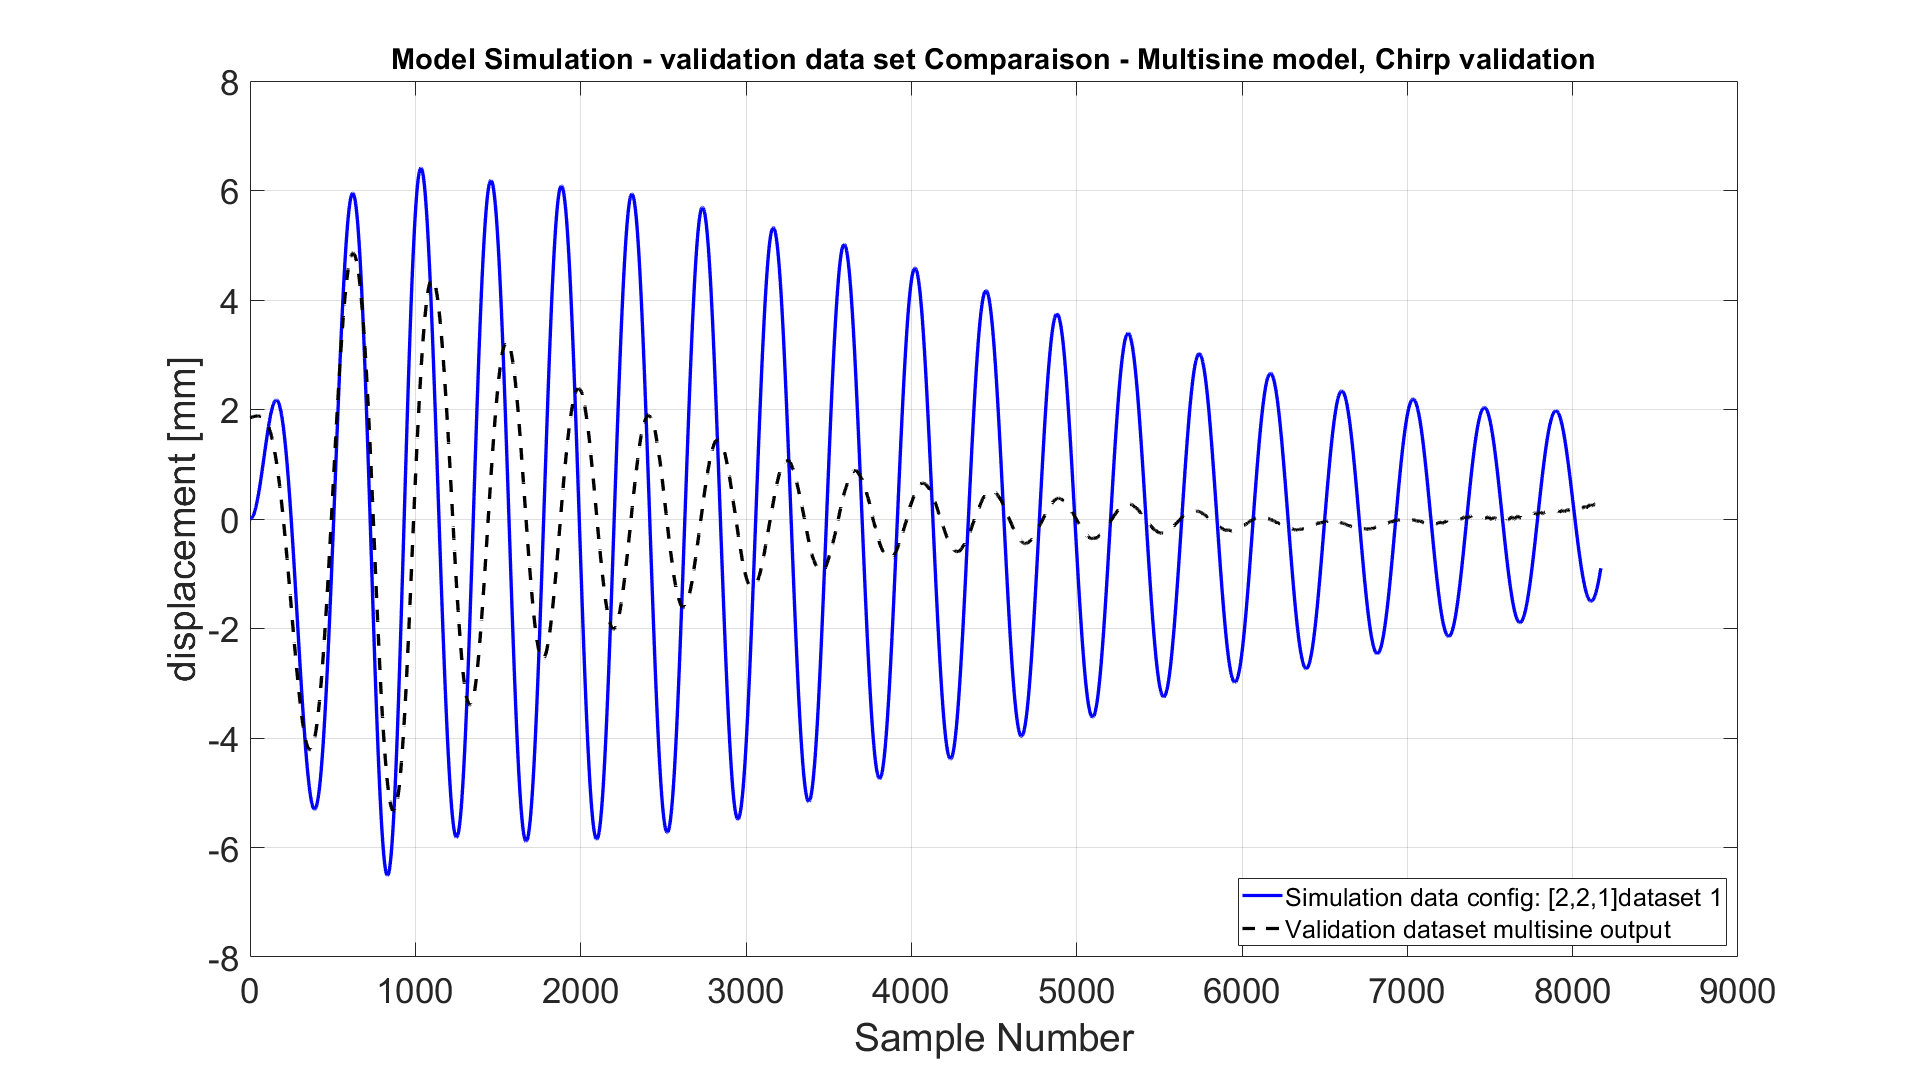 Model Simulation - validation data set Comparaison - Multisine model, Chirp validation
8
6
4
2
0
-2
-4
-6
-8
displacement [mm]
Simulation data config: [2,2,1]dataset 1
Validation dataset multisine output
0 1000 2000 3000 4000 5000 6000 7000 8000 9000
Sample Number